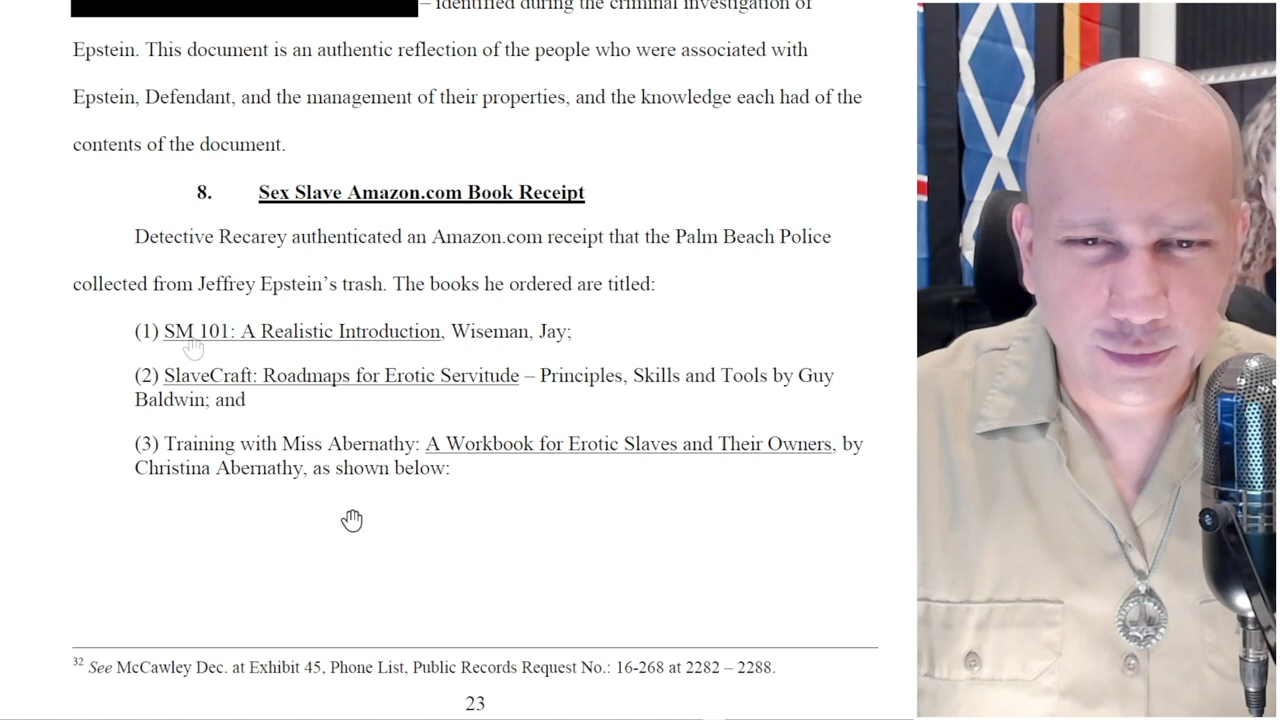 – identified during the criminal investigation of
Epstein. This document is an authentic reflection of the people who were associated with
Epstein, Defendant, and the management of their properties, and the knowledge each had of the
contents of the document.
8. Sex Slave Amazon.com Book Receipt
Detective Recarey authenticated an Amazon.com receipt that the Palm Beach Police
collected from Jeffrey Epstein’s trash. The books he ordered are titled:
(1) SM 101: A Realistic Introduction, Wiseman, Jay;
(2) SlaveCraft: Roadmaps for Erotic Servitude – Principles, Skills and Tools by Guy
Baldwin; and
(3) Training with Miss Abernathy: A Workbook for Erotic Slaves and Their Owners, by
Christina Abernathy, as shown below:
32 See McCawley Dec. at Exhibit 45, Phone List, Public Records Request No.: 16-268 at 2282 – 2288.
23